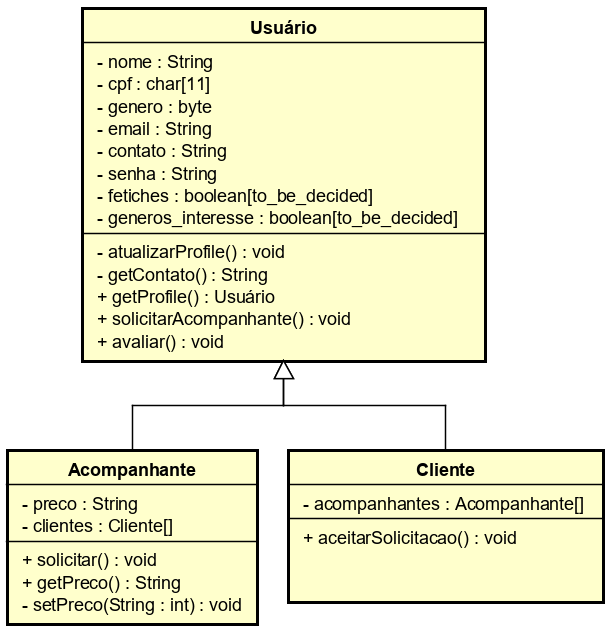 Usuário
- nome : String
- cpf : char[11]
- genero : byte
- email : String
- contato : String
- senha : String
- fetiches : boolean[to_be_decided]
- generos_interesse : boolean[to_be_decided]
- atualizarProfile() : void
- getContato() : String
+ getProfile() : Usuário
+ solicitarAcompanhante() : void
+ avaliar() : void
Acompanhante
- preco : String
- clientes : Cliente[]
+ solicitar() : void
+ getPreco() : String
- setPreco(String : int) : void
Cliente
- acompanhantes : Acompanhante[]
+ aceitarSolicitacao() : void